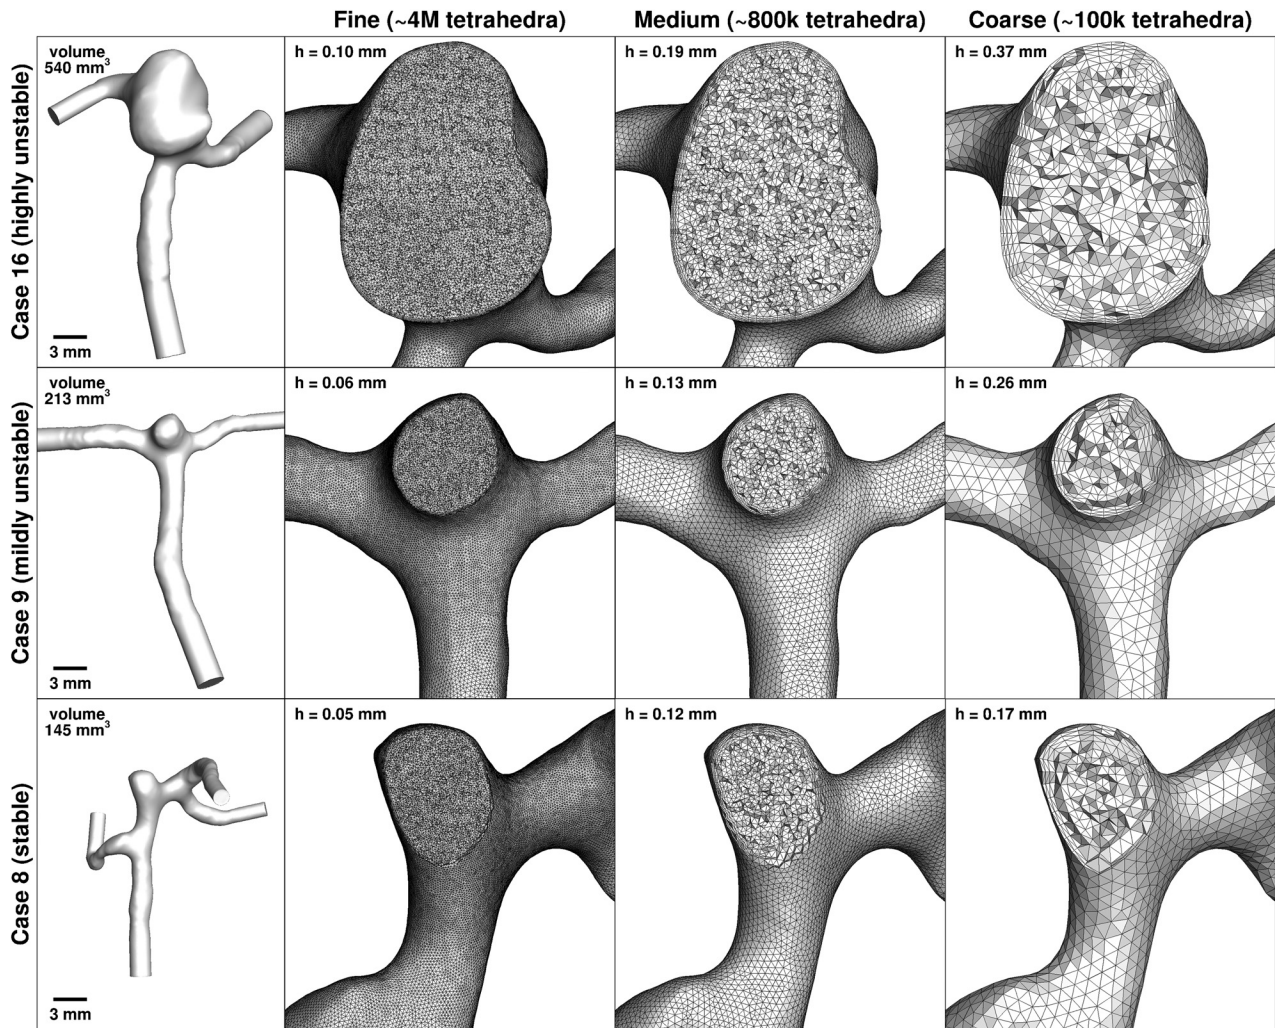 Fine (~4M tetrahedra)
Medium (~800k tetrahedra)
Coarse (~100k tetrahedra)
Case 16 (highly unstable)
volume
540 mm³
3 mm
h = 0.10 mm
h = 0.19 mm
h = 0.37 mm
Case 9 (mildly unstable)
volume
213 mm³
3 mm
h = 0.06 mm
h = 0.13 mm
h = 0.26 mm
Case 8 (stable)
volume
145 mm³
3 mm
h = 0.05 mm
h = 0.12 mm
h = 0.17 mm